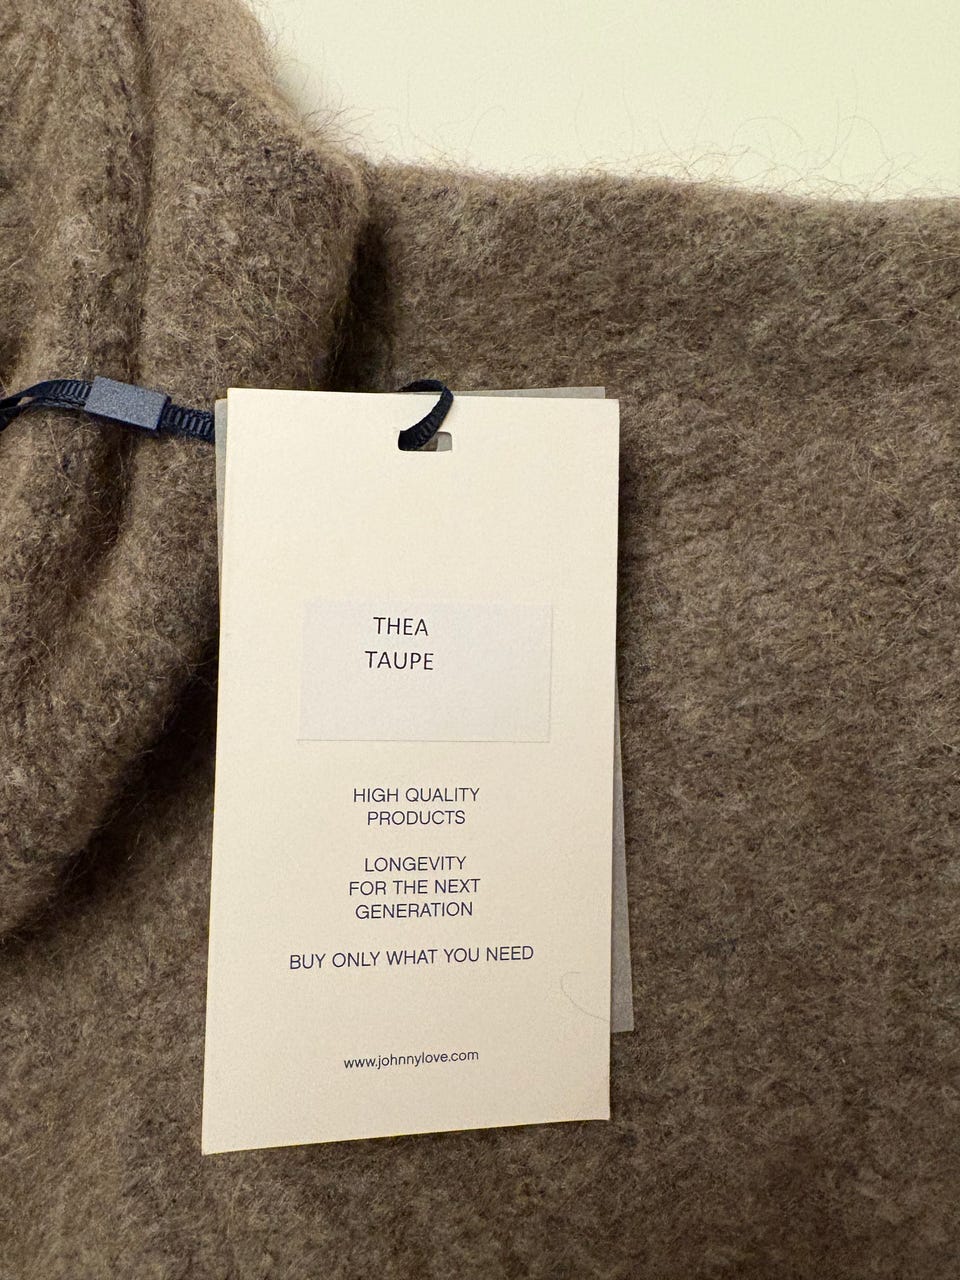 THEA
TAUPE
HIGH QUALITY
PRODUCTS
LONGEVITY
FOR THE NEXT
GENERATION
BUY ONLY WHAT YOU NEED
www.johnnylove.com